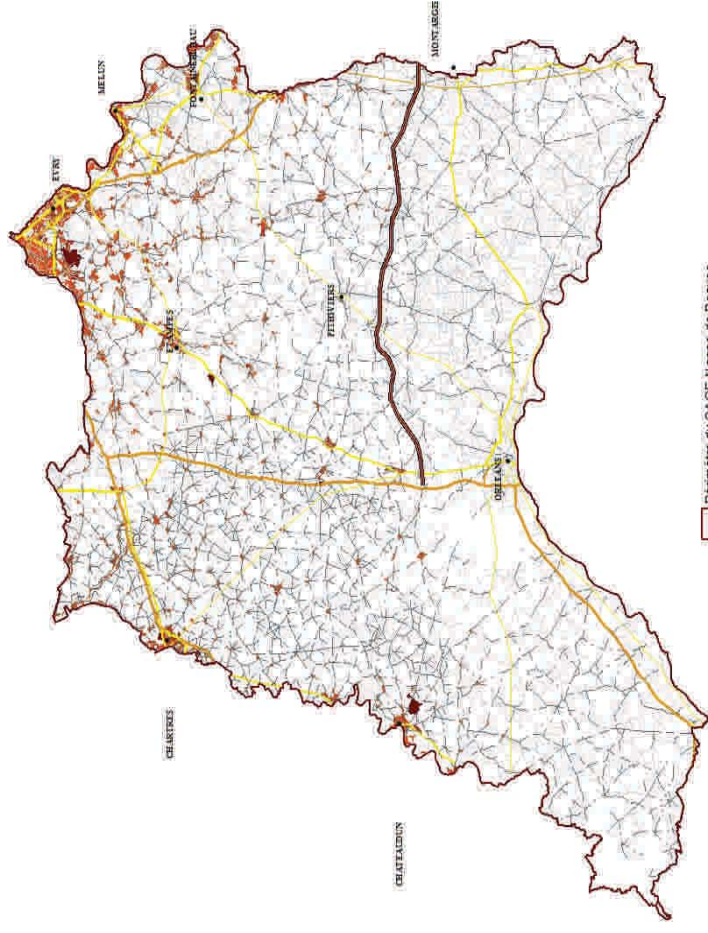 MELUN
EVRY
FONTAINEBLEAU
MONTARGIS
ETAMPES
PITHIVIERS
ORLEANS
CHARTRES
CHATEAUDUN